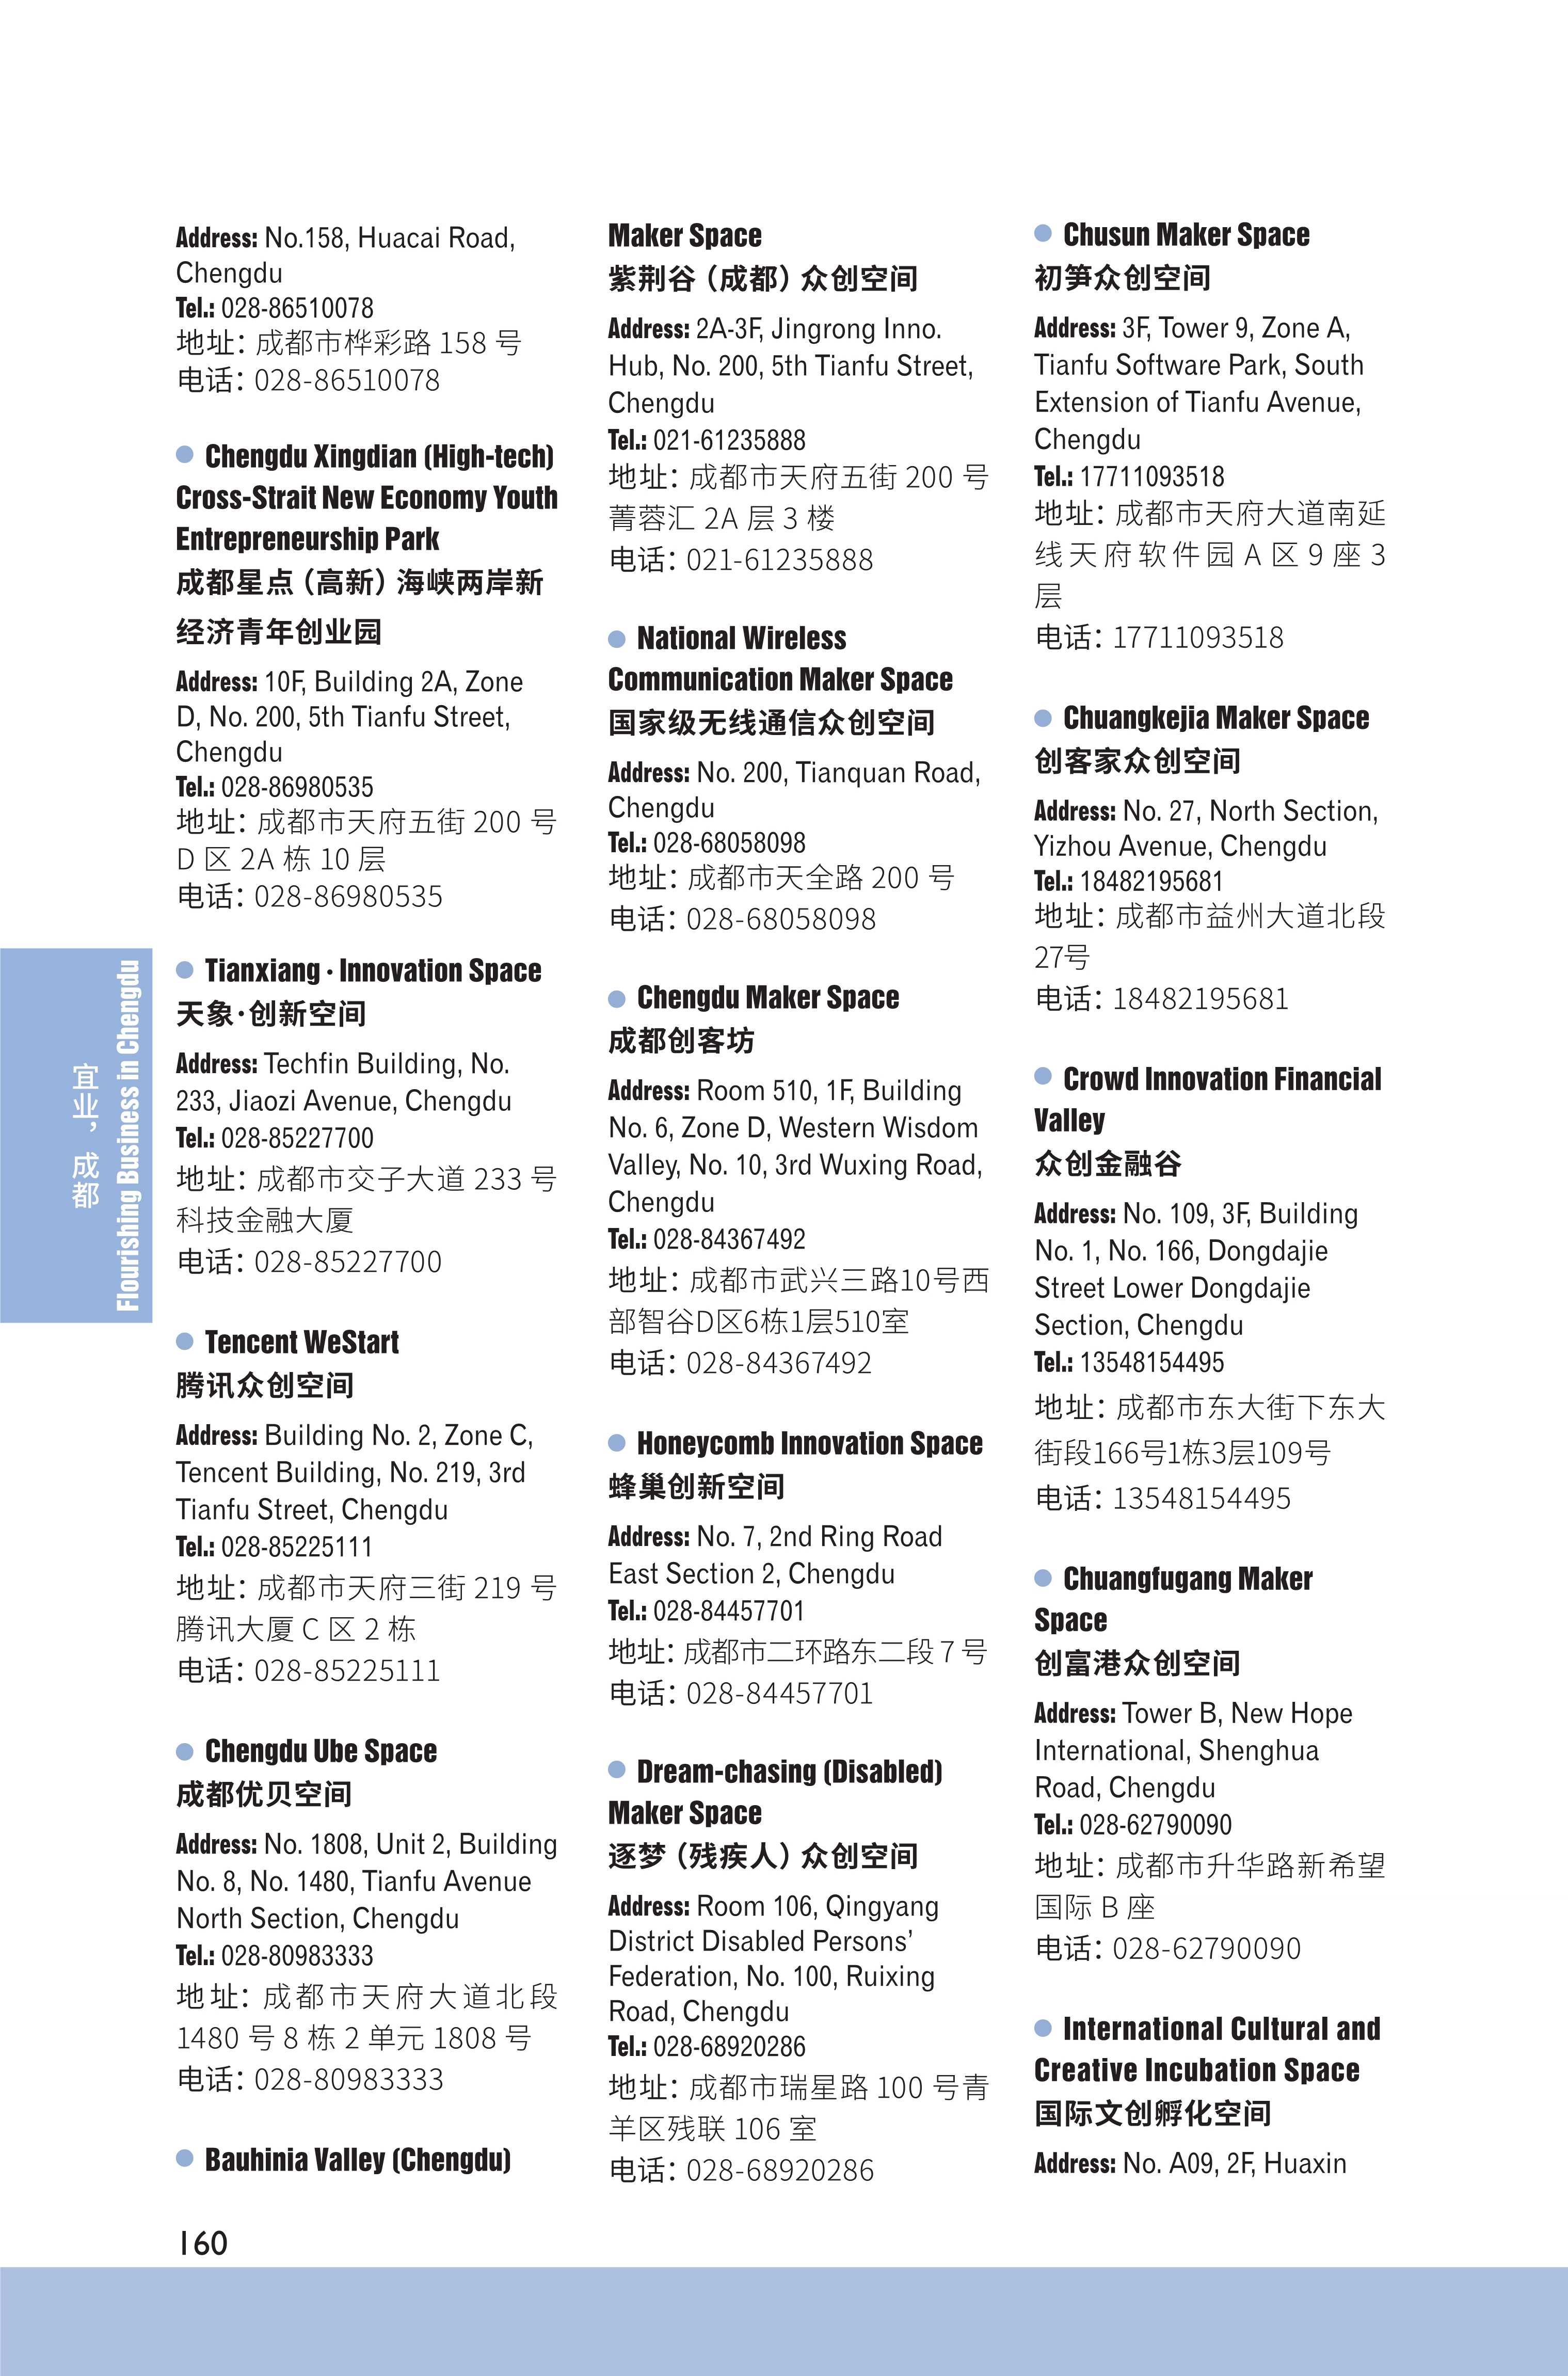 Address: No.158, Huacai Road,
Chengdu
Tel.: 028-86510078
地址：成都市桦彩路 158 号
电话：028-86510078
Chengdu Xingdian (High-tech)
Cross-Strait New Economy Youth
Entrepreneurship Park
成都星点（高新）海峡两岸新
经济青年创业园
Address: 10F, Building 2A, Zone
D, No. 200, 5th Tianfu Street,
Chengdu
Tel.: 028-86980535
地址：成都市天府五街 200 号
D 区 2A 栋 10 层
电话：028-86980535
Tianxiang · Innovation Space
天象·创新空间
Address: Techfin Building, No.
233, Jiaozi Avenue, Chengdu
Tel.: 028-85227700
地址：成都市交子大道 233 号
科技金融大厦
电话：028-85227700
Tencent WeStart
腾讯众创空间
Address: Building No. 2, Zone C,
Tencent Building, No. 219, 3rd
Tianfu Street, Chengdu
Tel.: 028-85225111
地址：成都市天府三街 219 号
腾讯大厦 C 区 2 栋
电话：028-85225111
Chengdu Ube Space
成都优贝空间
Address: No. 1808, Unit 2, Building
No. 8, No. 1480, Tianfu Avenue
North Section, Chengdu
Tel.: 028-80983333
地址：成都市天府大道北段
1480 号 8 栋 2 单元 1808 号
电话：028-80983333
Bauhinia Valley (Chengdu)
Maker Space
紫荆谷（成都）众创空间
Address: 2A-3F, Jingrong Inno.
Hub, No. 200, 5th Tianfu Street,
Chengdu
Tel.: 021-61235888
地址：成都市天府五街 200 号
菁蓉汇 2A 层 3 楼
电话：021-61235888
National Wireless
Communication Maker Space
国家级无线通信众创空间
Address: No. 200, Tianquan Road,
Chengdu
Tel.: 028-68058098
地址：成都市天全路 200 号
电话：028-68058098
Chengdu Maker Space
成都创客坊
Address: Room 510, 1F, Building
No. 6, Zone D, Western Wisdom
Valley, No. 10, 3rd Wuxing Road,
Chengdu
Tel.: 028-84367492
地址：成都市武兴三路10号西
部智谷D区6栋1层510室
电话：028-84367492
Honeycomb Innovation Space
蜂巢创新空间
Address: No. 7, 2nd Ring Road
East Section 2, Chengdu
Tel.: 028-84457701
地址：成都市二环路东二段 7 号
电话：028-84457701
Dream-chasing (Disabled)
Maker Space
逐梦（残疾人）众创空间
Address: Room 106, Qingyang
District Disabled Persons’
Federation, No. 100, Ruixing
Road, Chengdu
Tel.: 028-68920286
地址：成都市瑞星路 100 号青
羊区残联 106 室
电话：028-68920286
Chusun Maker Space
初笋众创空间
Address: 3F, Tower 9, Zone A,
Tianfu Software Park, South
Extension of Tianfu Avenue,
Chengdu
Tel.: 17711093518
地址：成都市天府大道南延
线天府软件园 A 区 9 座 3
层
电话：17711093518
Chuangkejia Maker Space
创客家众创空间
Address: No. 27, North Section,
Yizhou Avenue, Chengdu
Tel.: 18482195681
地址：成都市益州大道北段
27号
电话：18482195681
Crowd Innovation Financial
Valley
众创金融谷
Address: No. 109, 3F, Building
No. 1, No. 166, Dongdajie
Street Lower Dongdajie
Section, Chengdu
Tel.: 13548154495
地址：成都市东大街下东大
街段166号1栋3层109号
电话：13548154495
Chuangfugang Maker
Space
创富港众创空间
Address: Tower B, New Hope
International, Shenghua
Road, Chengdu
Tel.: 028-62790090
地址：成都市升华路新希望
国际 B 座
电话：028-62790090
International Cultural and
Creative Incubation Space
国际文创孵化空间
Address: No. A09, 2F, Huaxin
宜业，成都
Flourishing Business in Chengdu
160